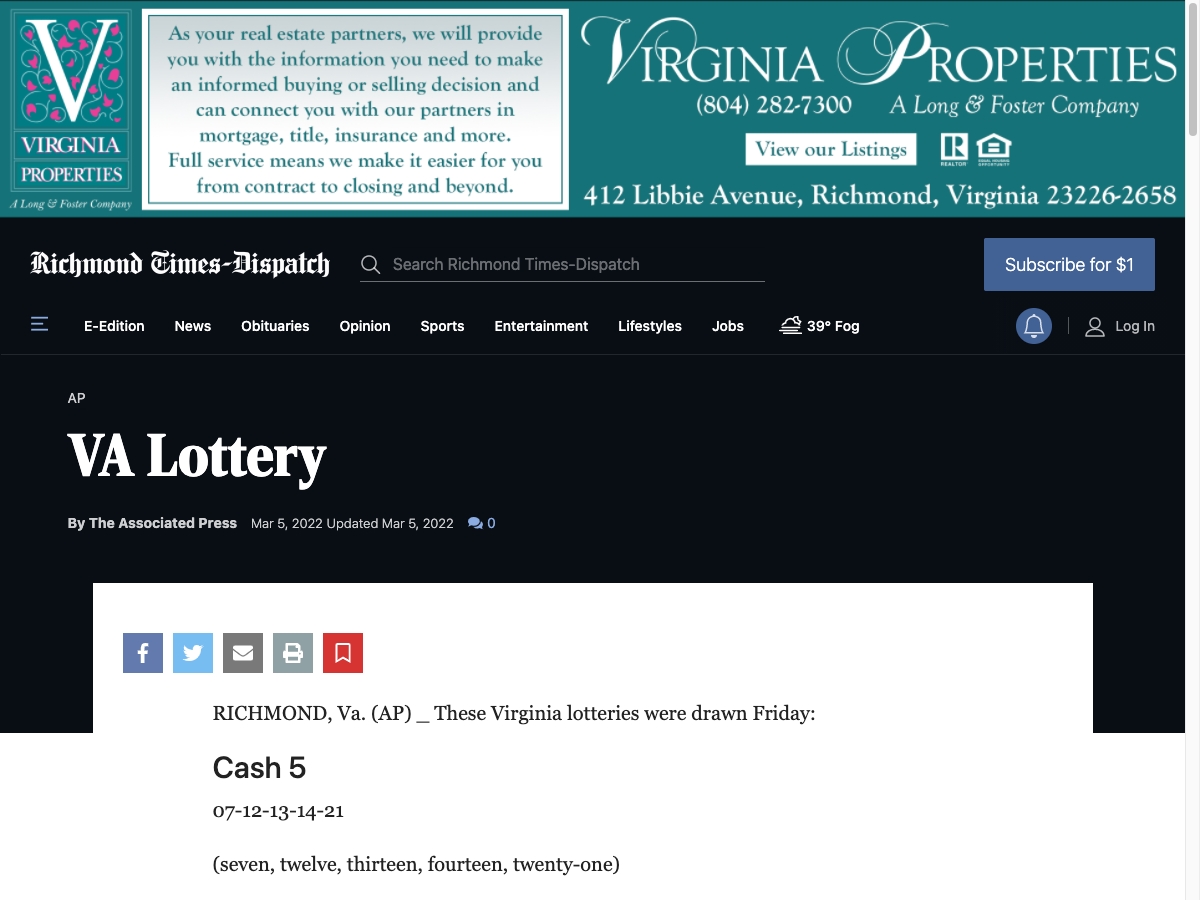 VIRGINIA
PROPERTIES
A Long & Foster Company
As your real estate partners, we will provide
you with the information you need to make
an informed buying or selling decision and
can connect you with our partners in
mortgage, title, insurance and more.
Full service means we make it easier for you
from contract to closing and beyond.
VIRGINIA PROPERTIES
(804) 282-7300 A Long & Foster Company
View our Listings
REALTOR
EQUAL HOUSING
OPPORTUNITY
412 Libbie Avenue, Richmond, Virginia 23226-2658
Richmond Times-Dispatch
Search Richmond Times-Dispatch
Subscribe for $1
E-Edition News Obituaries Opinion Sports Entertainment Lifestyles Jobs 39° Fog Log In
AP
VA Lottery
By The Associated Press Mar 5, 2022 Updated Mar 5, 2022 0
RICHMOND, Va. (AP) _ These Virginia lotteries were drawn Friday:
Cash 5
07-12-13-14-21
(seven, twelve, thirteen, fourteen, twenty-one)